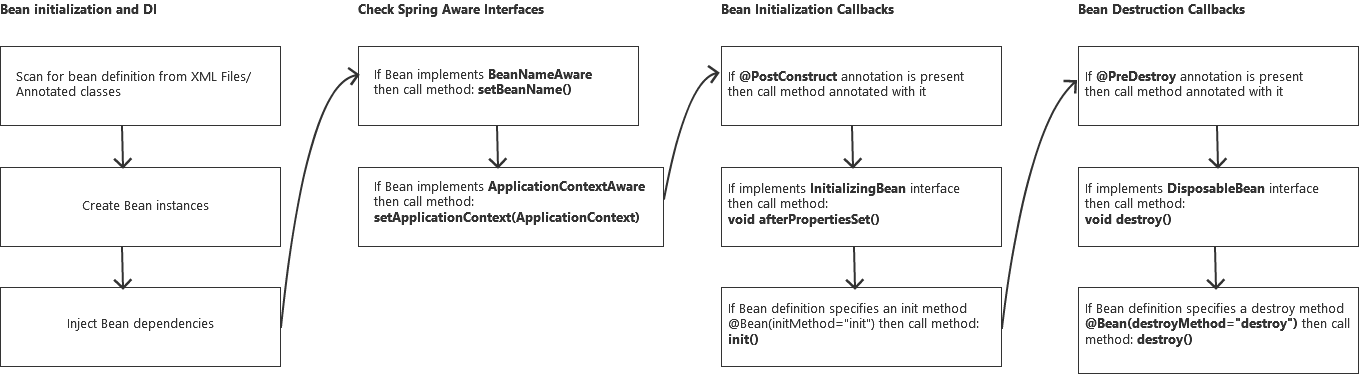 Bean initialization and DI
Scan for bean definition from XML Files/
Annotated classes
Create Bean instances
Inject Bean dependencies
Check Spring Aware Interfaces
If Bean implements BeanNameAware
then call method: setBeanName()
If Bean implements ApplicationContextAware
then call method:
setApplicationContext(ApplicationContext)
Bean Initialization Callbacks
If @PostConstruct annotation is present
then call method annotated with it
If implements InitializingBean interface
then call method:
void afterPropertiesSet()
If Bean definition specifies an init method
@Bean(initMethod="init") then call method:
init()
Bean Destruction Callbacks
If @PreDestroy annotation is present
then call method annotated with it
If implements DisposableBean interface
then call method:
void destroy()
If Bean definition specifies a destroy method
@Bean(destroyMethod="destroy") then call
method: destroy()